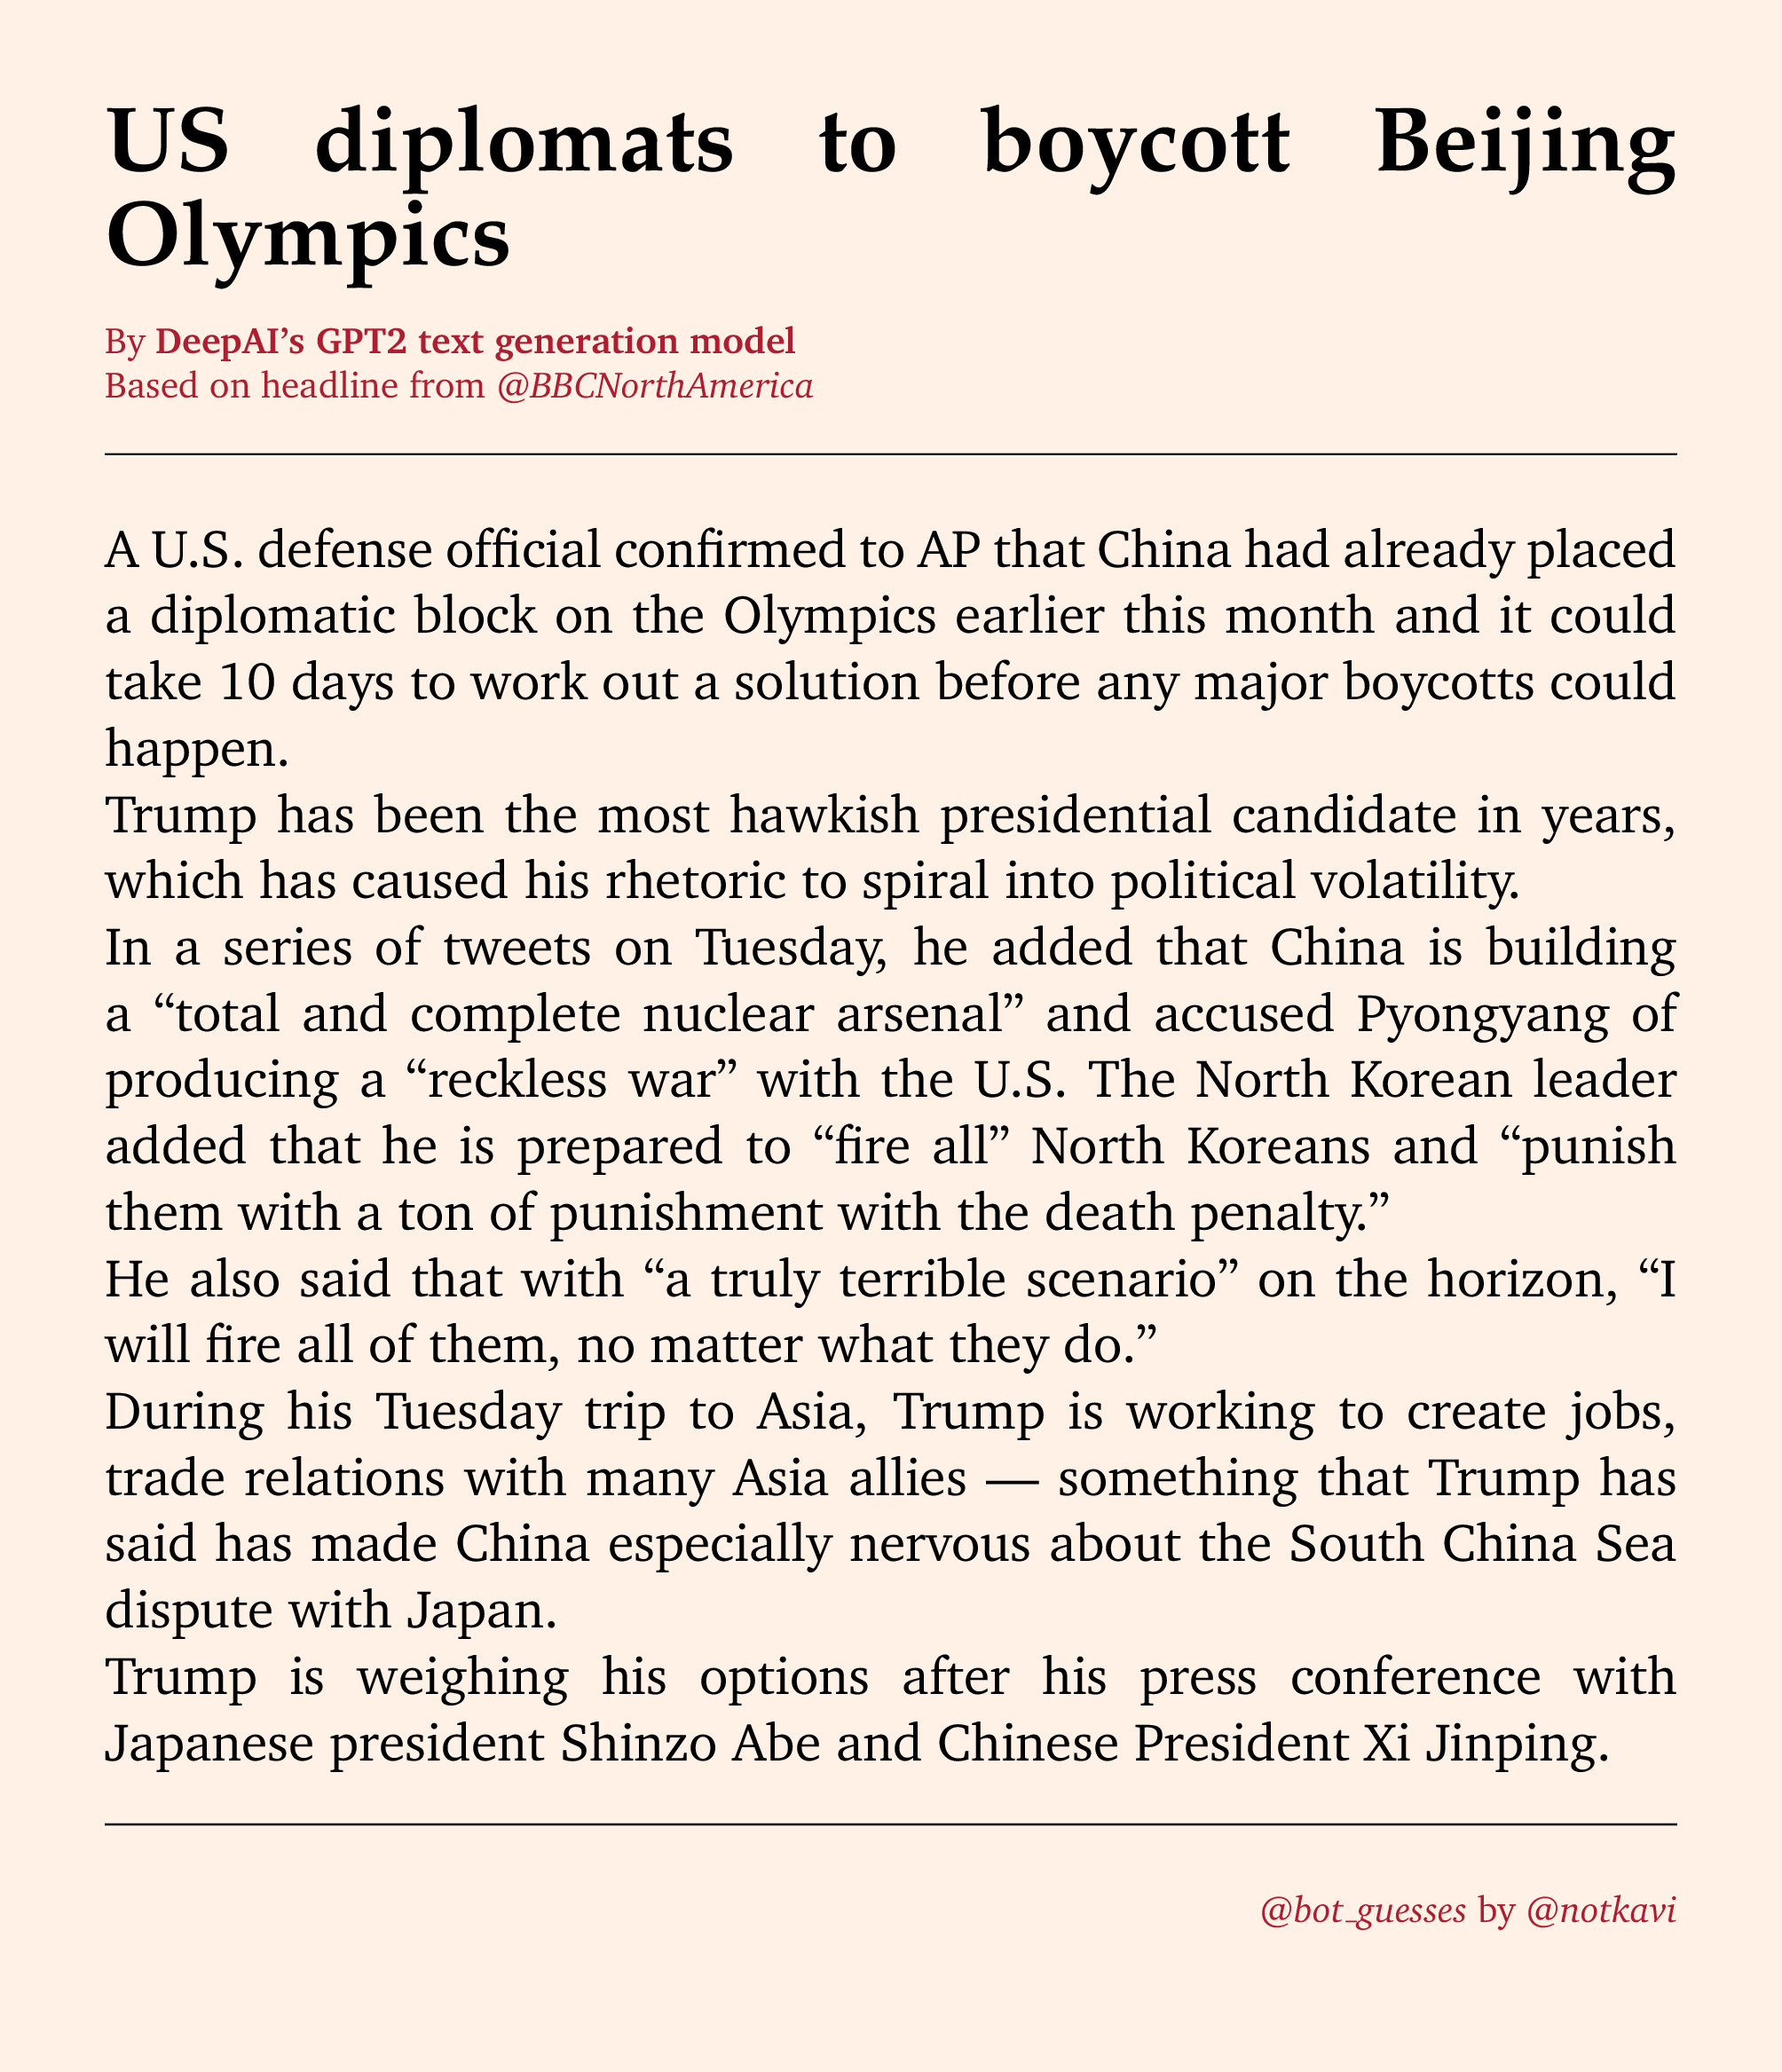 US diplomats to boycott Beijing
Olympics
By DeepAI’s GPT2 text generation model
Based on headline from @BBCNorthAmerica
A U.S. defense official confirmed to AP that China had already placed
a diplomatic block on the Olympics earlier this month and it could
take 10 days to work out a solution before any major boycotts could
happen.
Trump has been the most hawkish presidential candidate in years,
which has caused his rhetoric to spiral into political volatility.
In a series of tweets on Tuesday, he added that China is building
a “total and complete nuclear arsenal” and accused Pyongyang of
producing a “reckless war” with the U.S. The North Korean leader
added that he is prepared to “fire all” North Koreans and “punish
them with a ton of punishment with the death penalty.”
He also said that with “a truly terrible scenario” on the horizon, “I
will fire all of them, no matter what they do.”
During his Tuesday trip to Asia, Trump is working to create jobs,
trade relations with many Asia allies — something that Trump has
said has made China especially nervous about the South China Sea
dispute with Japan.
Trump is weighing his options after his press conference with
Japanese president Shinzo Abe and Chinese President Xi Jinping.
@bot_guesses by @notkavi